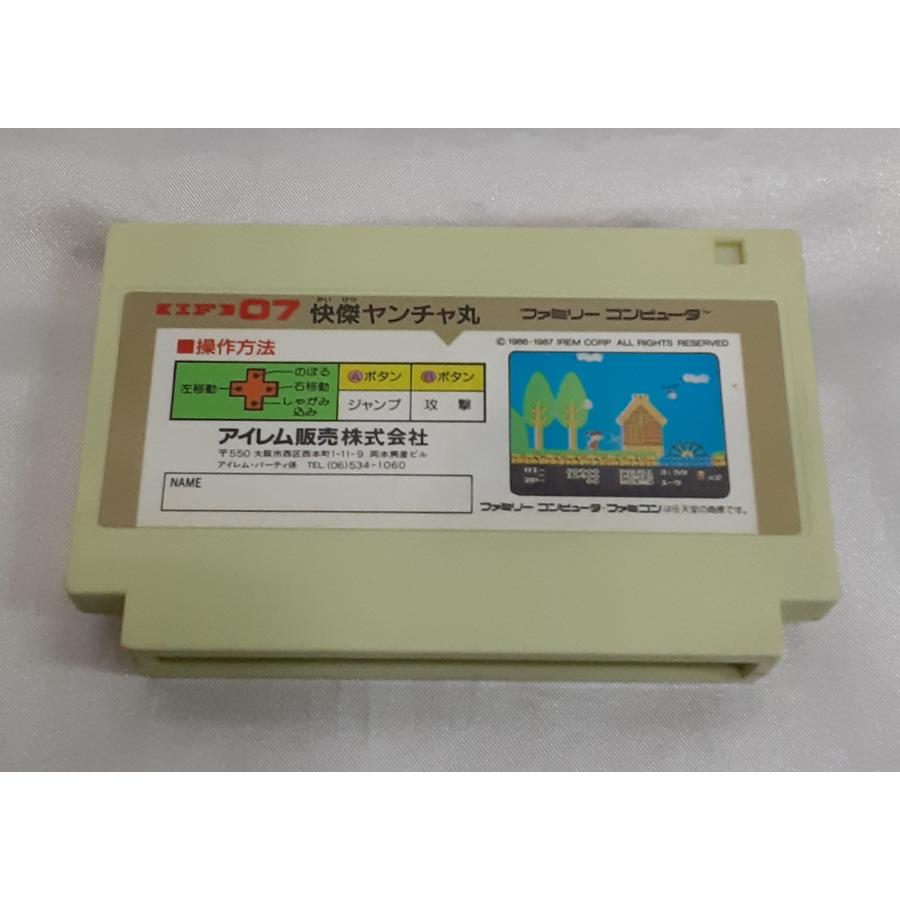 IF 07 快傑ヤンチャ丸 ファミリー コンピュータ™
かい けつ
© 1986-1987 IREM CORP ALL RIGHTS RESERVED
■操作方法
のぼる
左移動 右移動
しゃがみ込み
Ⓐボタン Ⓑボタン
ジャンプ 攻撃
アイレム販売株式会社
〒550 大阪市西区西本町1-11-9 岡本興産ビル
アイレム・パーティ係 TEL (06)534-1060
NAME
ファミリー コンピュータ・ファミコンは任天堂の商標です。